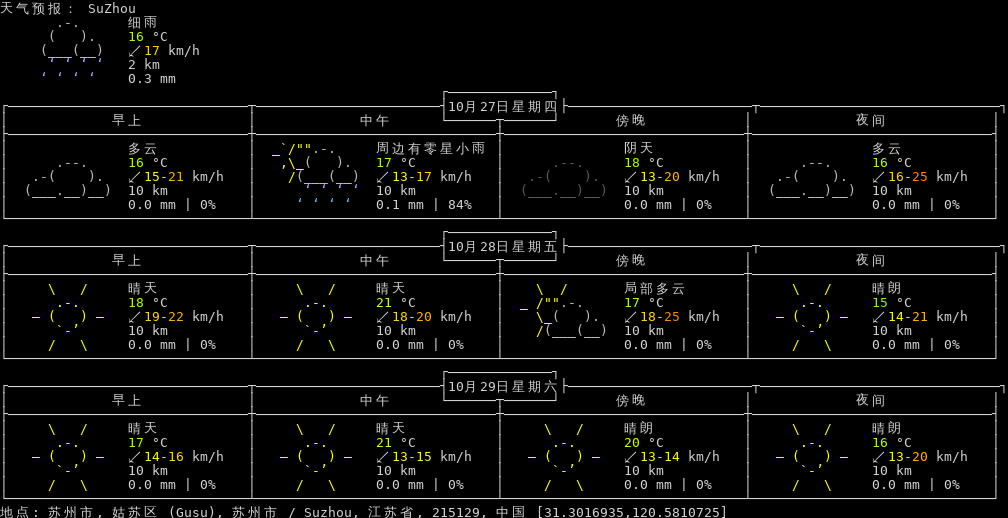 天气预报： SuZhou
细雨
16 °C
↙17 km/h
2 km
0.3 mm
10月27日星期四
早上 中午 傍晚 夜间
多云 周边有零星小雨 阴天 多云
16 °C 17 °C 18 °C 16 °C
↙15-21 km/h ↙13-17 km/h ↙13-20 km/h ↙16-25 km/h
10 km 10 km 10 km 10 km
0.0 mm | 0% 0.1 mm | 84% 0.0 mm | 0% 0.0 mm | 0%
10月28日星期五
早上 中午 傍晚 夜间
晴天 晴天 局部多云 晴朗
18 °C 21 °C 17 °C 15 °C
↙19-22 km/h ↙18-20 km/h ↙18-25 km/h ↙14-21 km/h
10 km 10 km 10 km 10 km
0.0 mm | 0% 0.0 mm | 0% 0.0 mm | 0% 0.0 mm | 0%
10月29日星期六
早上 中午 傍晚 夜间
晴天 晴天 晴朗 晴朗
17 °C 21 °C 20 °C 16 °C
↙14-16 km/h ↙13-15 km/h ↙13-14 km/h ↙13-20 km/h
10 km 10 km 10 km 10 km
0.0 mm | 0% 0.0 mm | 0% 0.0 mm | 0% 0.0 mm | 0%
地点: 苏州市, 姑苏区 (Gusu), 苏州市 / Suzhou, 江苏省, 215129, 中国 [31.3016935,120.5810725]